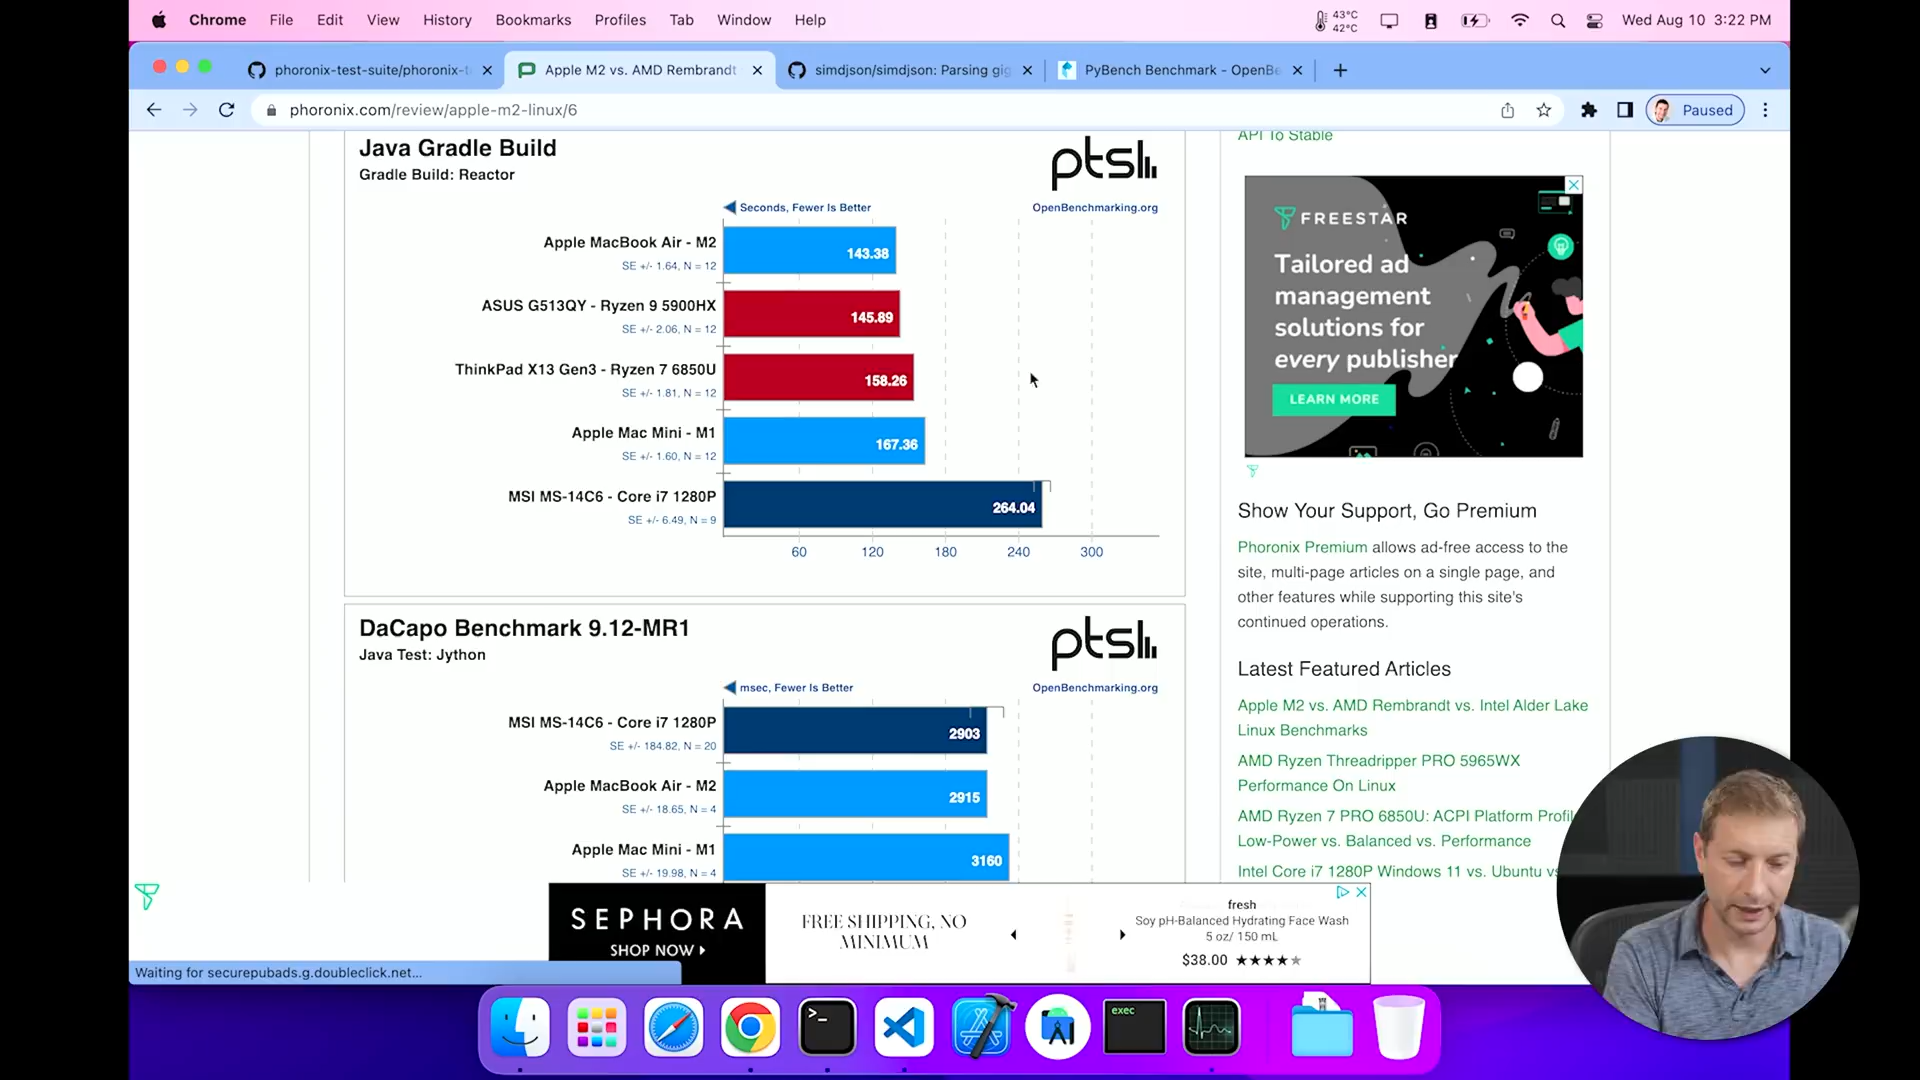 Chrome File Edit View History Bookmarks Profiles Tab Window Help
43°C
42°C
Wed Aug 10 3:22 PM
phoronix-test-suite/phoronix-t
Apple M2 vs. AMD Rembrandt
simdjson/simdjson: Parsing gig
PyBench Benchmark - OpenBe
phoronix.com/review/apple-m2-linux/6
Paused
Java Gradle Build
Gradle Build: Reactor
ptsl
Seconds, Fewer Is Better
OpenBenchmarking.org
Apple MacBook Air - M2
SE +/- 1.64, N = 12
143.38
ASUS G513QY - Ryzen 9 5900HX
SE +/- 2.06, N = 12
145.89
ThinkPad X13 Gen3 - Ryzen 7 6850U
SE +/- 1.81, N = 12
158.26
Apple Mac Mini - M1
SE +/- 1.60, N = 12
167.36
MSI MS-14C6 - Core i7 1280P
SE +/- 6.49, N = 9
264.04
60 120 180 240 300
DaCapo Benchmark 9.12-MR1
Java Test: Jython
ptsl
msec, Fewer Is Better
OpenBenchmarking.org
MSI MS-14C6 - Core i7 1280P
SE +/- 184.82, N = 20
2903
Apple MacBook Air - M2
SE +/- 18.65, N = 4
2915
Apple Mac Mini - M1
SE +/- 19.98, N = 4
3160
API To Stable
FREESTAR
Tailored ad
management
solutions for
every publisher
LEARN MORE
Show Your Support, Go Premium
Phoronix Premium allows ad-free access to the
site, multi-page articles on a single page, and
other features while supporting this site's
continued operations.
Latest Featured Articles
Apple M2 vs. AMD Rembrandt vs. Intel Alder Lake
Linux Benchmarks
AMD Ryzen Threadripper PRO 5965WX
Performance On Linux
AMD Ryzen 7 PRO 6850U: ACPI Platform Profil
Low-Power vs. Balanced vs. Performance
Intel Core i7 1280P Windows 11 vs. Ubuntu vs
SEPHORA
SHOP NOW
FREE SHIPPING, NO
MINIMUM
fresh
Soy pH-Balanced Hydrating Face Wash
5 oz/ 150 mL
$38.00
Waiting for securepubads.g.doubleclick.net...
exec